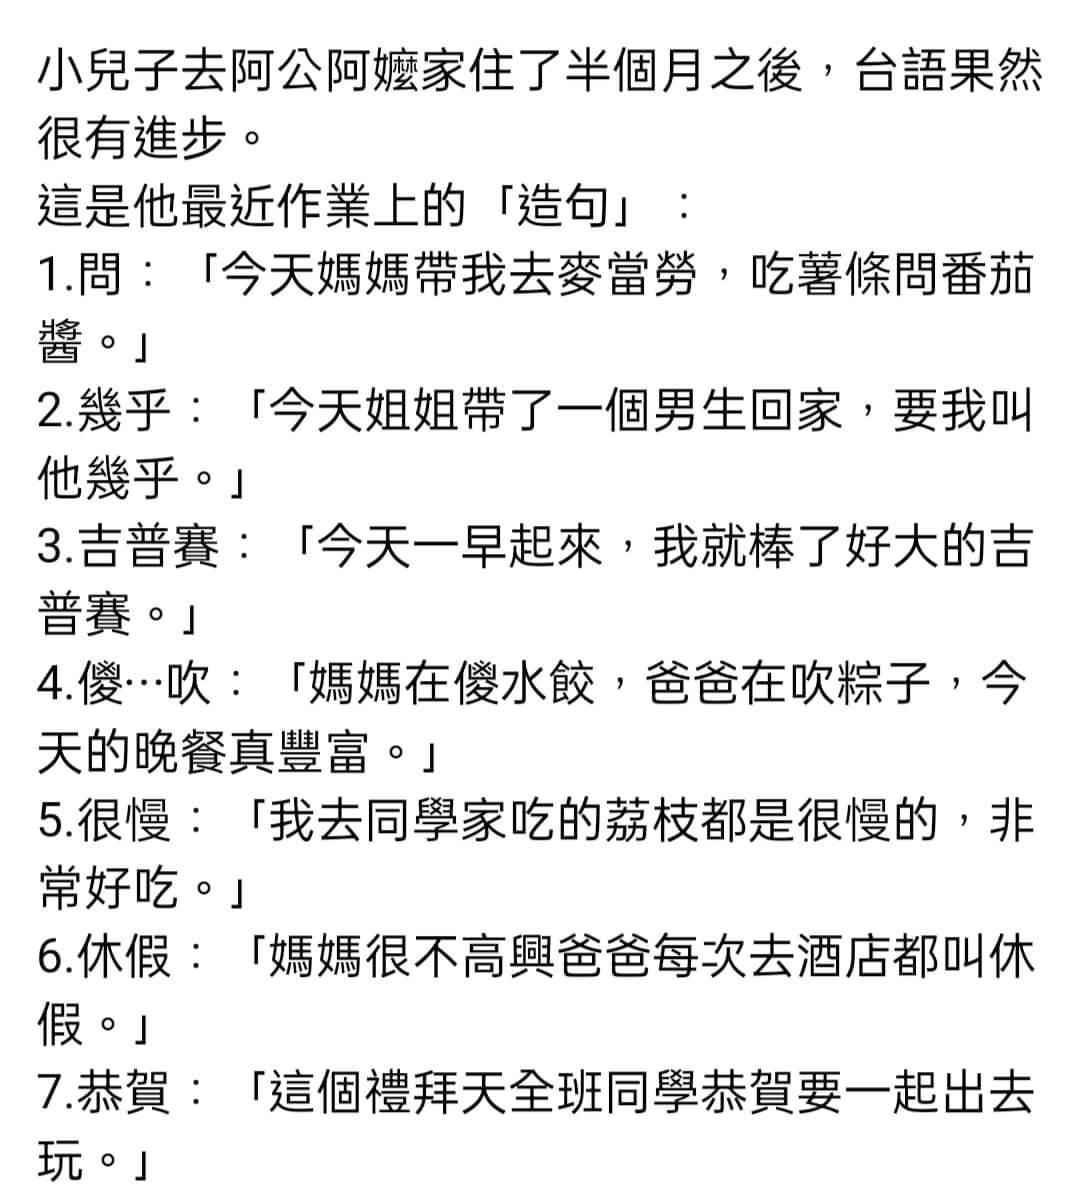 小兒子去阿公阿嬤家住了半個月之後，台語果然
很有進步。
這是他最近作業上的「造句」：
1.問：「今天媽媽帶我去麥當勞，吃薯條問番茄
醬。」
2.幾乎：「今天姐姐帶了一個男生回家，要我叫
他幾乎。」
3.吉普賽：「今天一早起來，我就棒了好大的吉
普賽。」
4.傻⋯吹：「媽媽在傻水餃，爸爸在吹粽子，今
天的晚餐真豐富。」
5.很慢：「我去同學家吃的荔枝都是很慢的，非
常好吃。」
6.休假：「媽媽很不高興爸爸每次去酒店都叫休
假。」
7.恭賀：「這個禮拜天全班同學恭賀要一起出去
玩。」